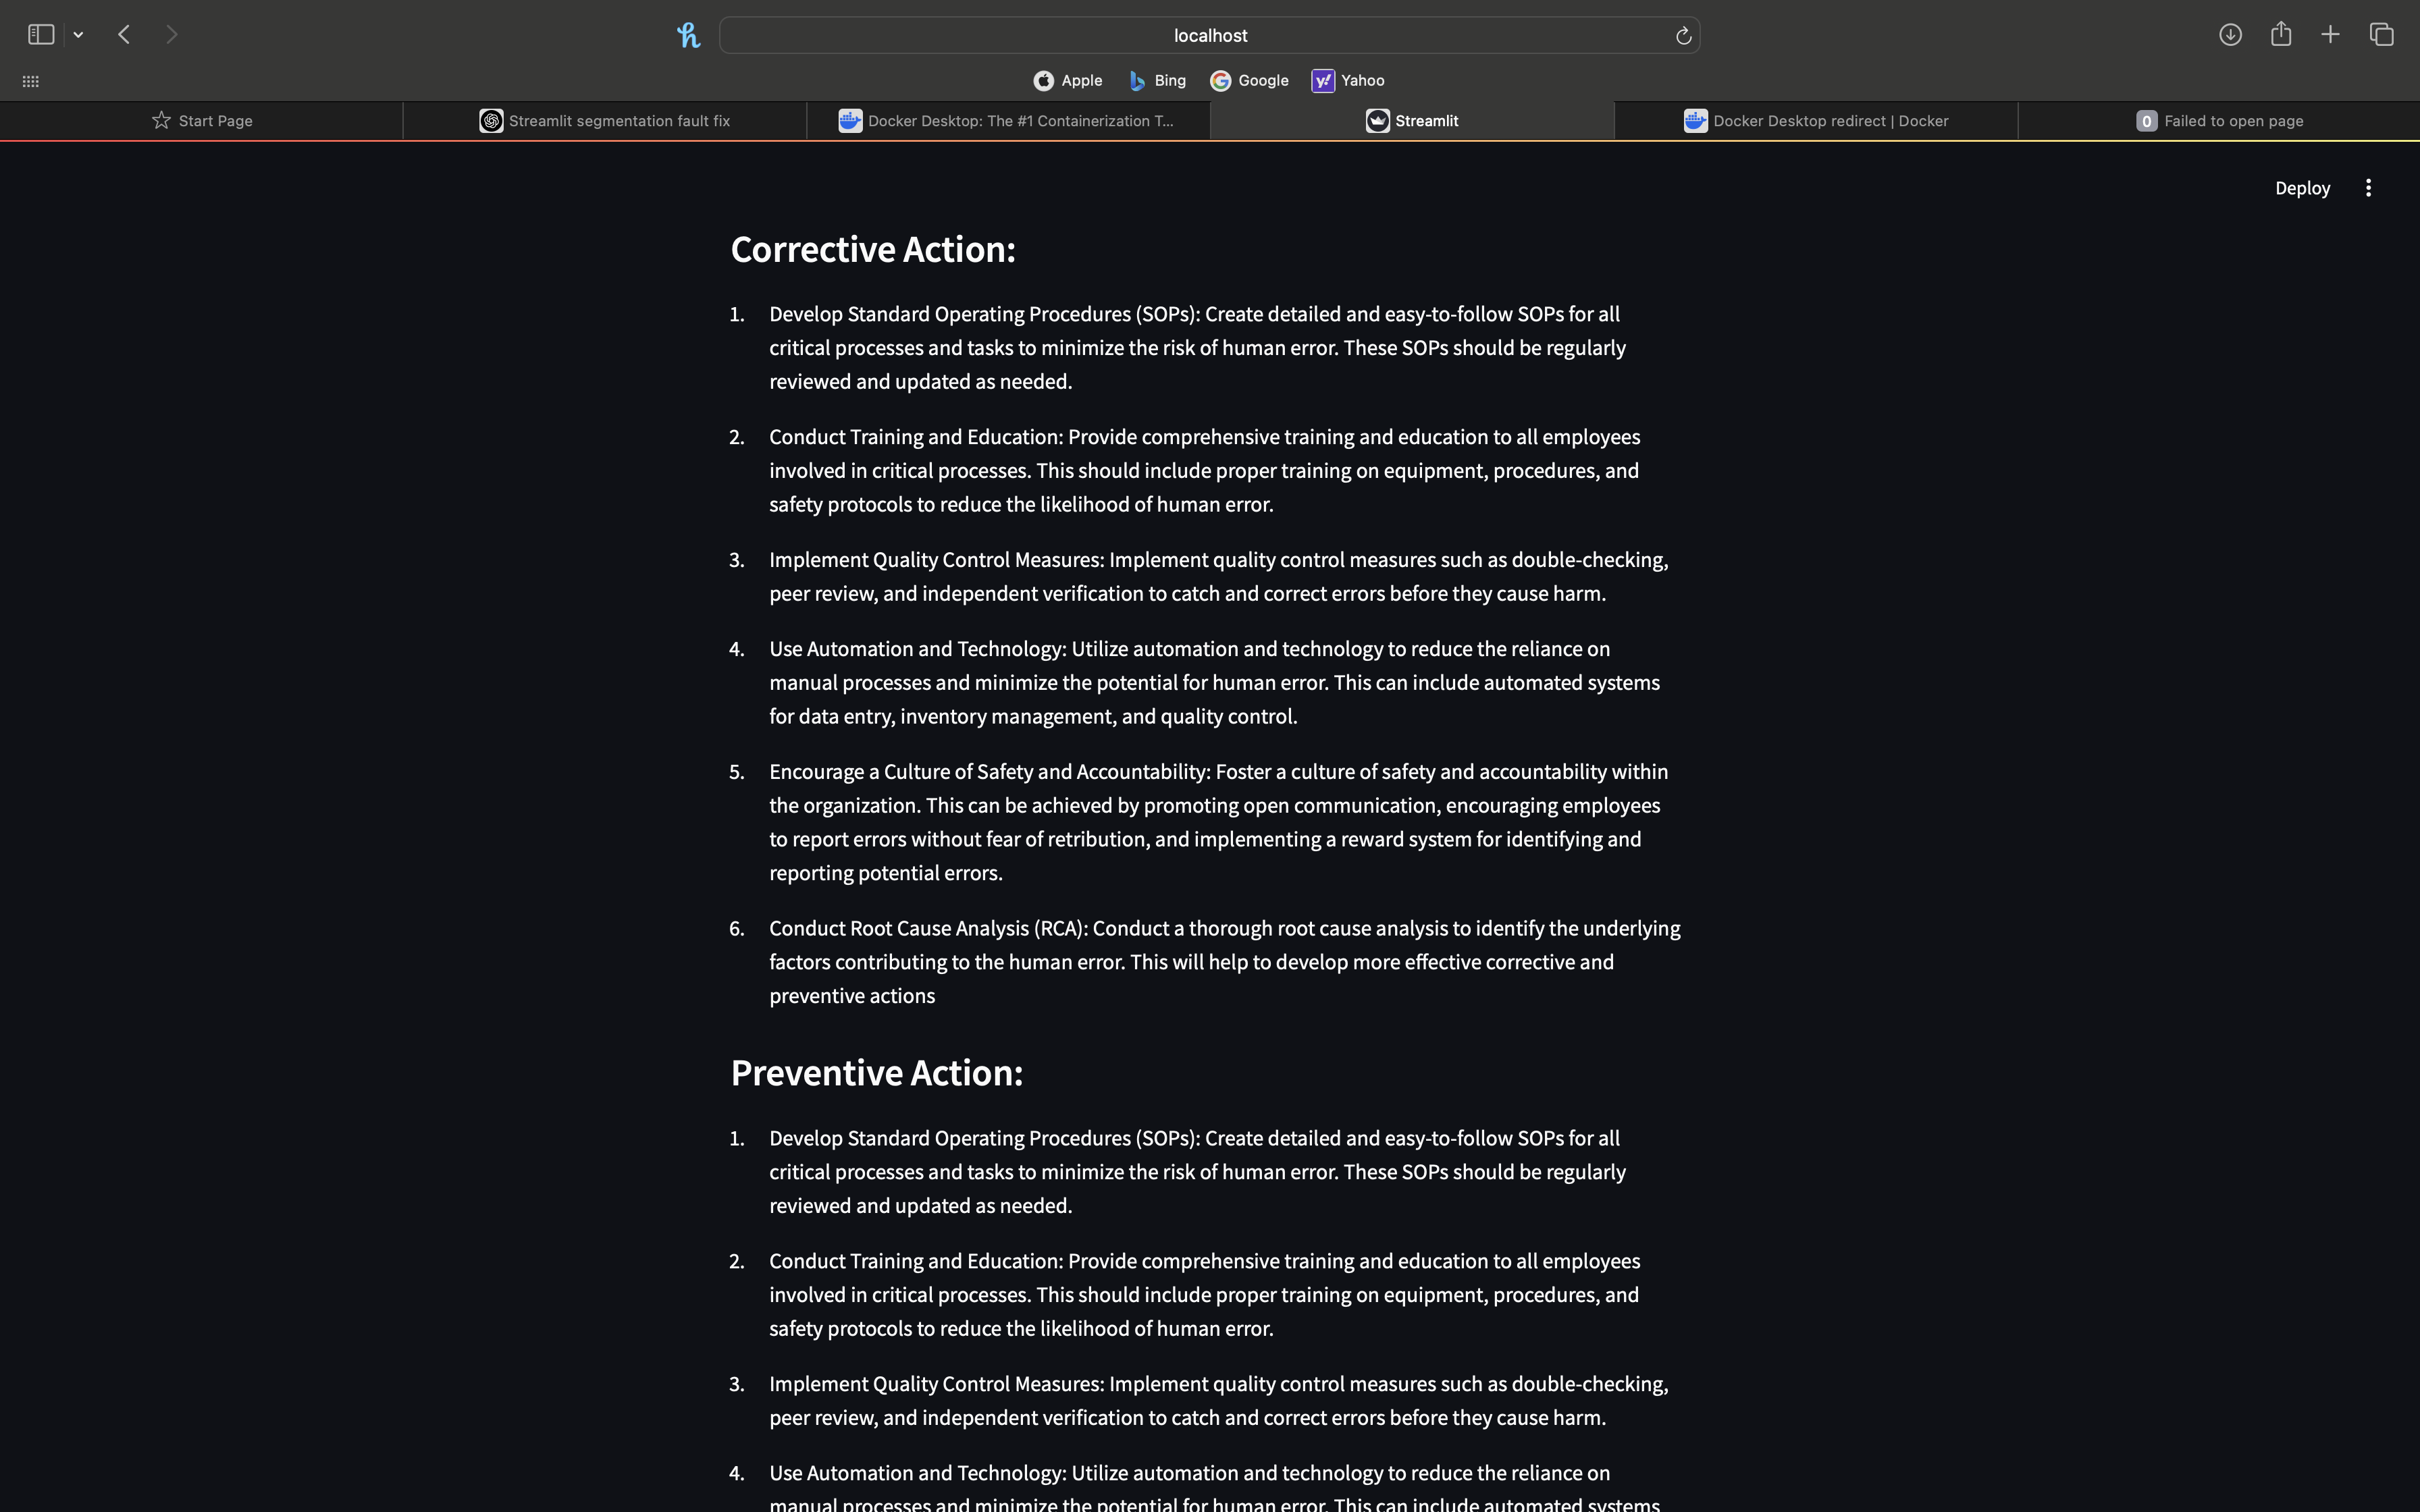 localhost
Apple Bing Google Yahoo
Start Page Streamlit segmentation fault fix Docker Desktop: The #1 Containerization T... Streamlit Docker Desktop redirect | Docker 0 Failed to open page
Deploy
Corrective Action:
1. Develop Standard Operating Procedures (SOPs): Create detailed and easy-to-follow SOPs for all
critical processes and tasks to minimize the risk of human error. These SOPs should be regularly
reviewed and updated as needed.
2. Conduct Training and Education: Provide comprehensive training and education to all employees
involved in critical processes. This should include proper training on equipment, procedures, and
safety protocols to reduce the likelihood of human error.
3. Implement Quality Control Measures: Implement quality control measures such as double-checking,
peer review, and independent verification to catch and correct errors before they cause harm.
4. Use Automation and Technology: Utilize automation and technology to reduce the reliance on
manual processes and minimize the potential for human error. This can include automated systems
for data entry, inventory management, and quality control.
5. Encourage a Culture of Safety and Accountability: Foster a culture of safety and accountability within
the organization. This can be achieved by promoting open communication, encouraging employees
to report errors without fear of retribution, and implementing a reward system for identifying and
reporting potential errors.
6. Conduct Root Cause Analysis (RCA): Conduct a thorough root cause analysis to identify the underlying
factors contributing to the human error. This will help to develop more effective corrective and
preventive actions
Preventive Action:
1. Develop Standard Operating Procedures (SOPs): Create detailed and easy-to-follow SOPs for all
critical processes and tasks to minimize the risk of human error. These SOPs should be regularly
reviewed and updated as needed.
2. Conduct Training and Education: Provide comprehensive training and education to all employees
involved in critical processes. This should include proper training on equipment, procedures, and
safety protocols to reduce the likelihood of human error.
3. Implement Quality Control Measures: Implement quality control measures such as double-checking,
peer review, and independent verification to catch and correct errors before they cause harm.
4. Use Automation and Technology: Utilize automation and technology to reduce the reliance on
manual processes and minimize the potential for human error. This can include automated systems